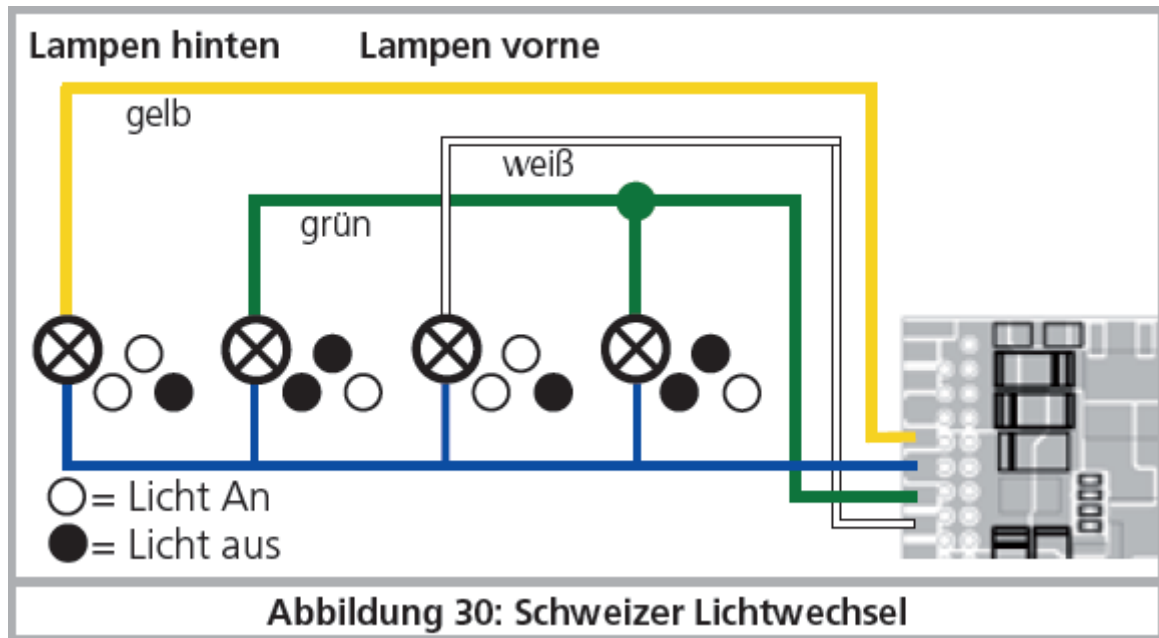 Lampen hinten Lampen vorne
gelb
weiß
grün
= Licht An
= Licht aus
Abbildung 30: Schweizer Lichtwechsel